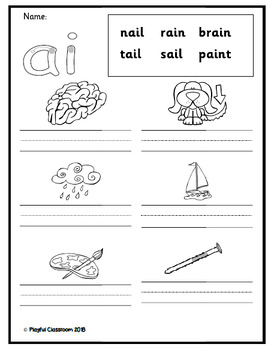 Name:
ai
nail rain brain
tail sail paint
© Playful Classroom 2018